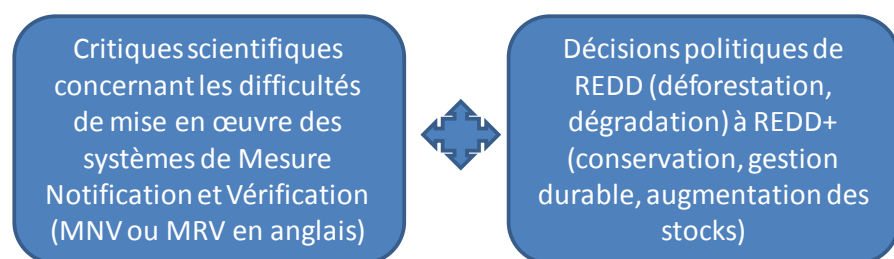 Critiques scientifiques
concernant les difficultés
de mise en œuvre des
systèmes de Mesure
Notification et Vérification
(MNV ou MRV en anglais)
Décisions politiques de
REDD (déforestation,
dégradation) à REDD+
(conservation, gestion
durable, augmentation des
stocks)